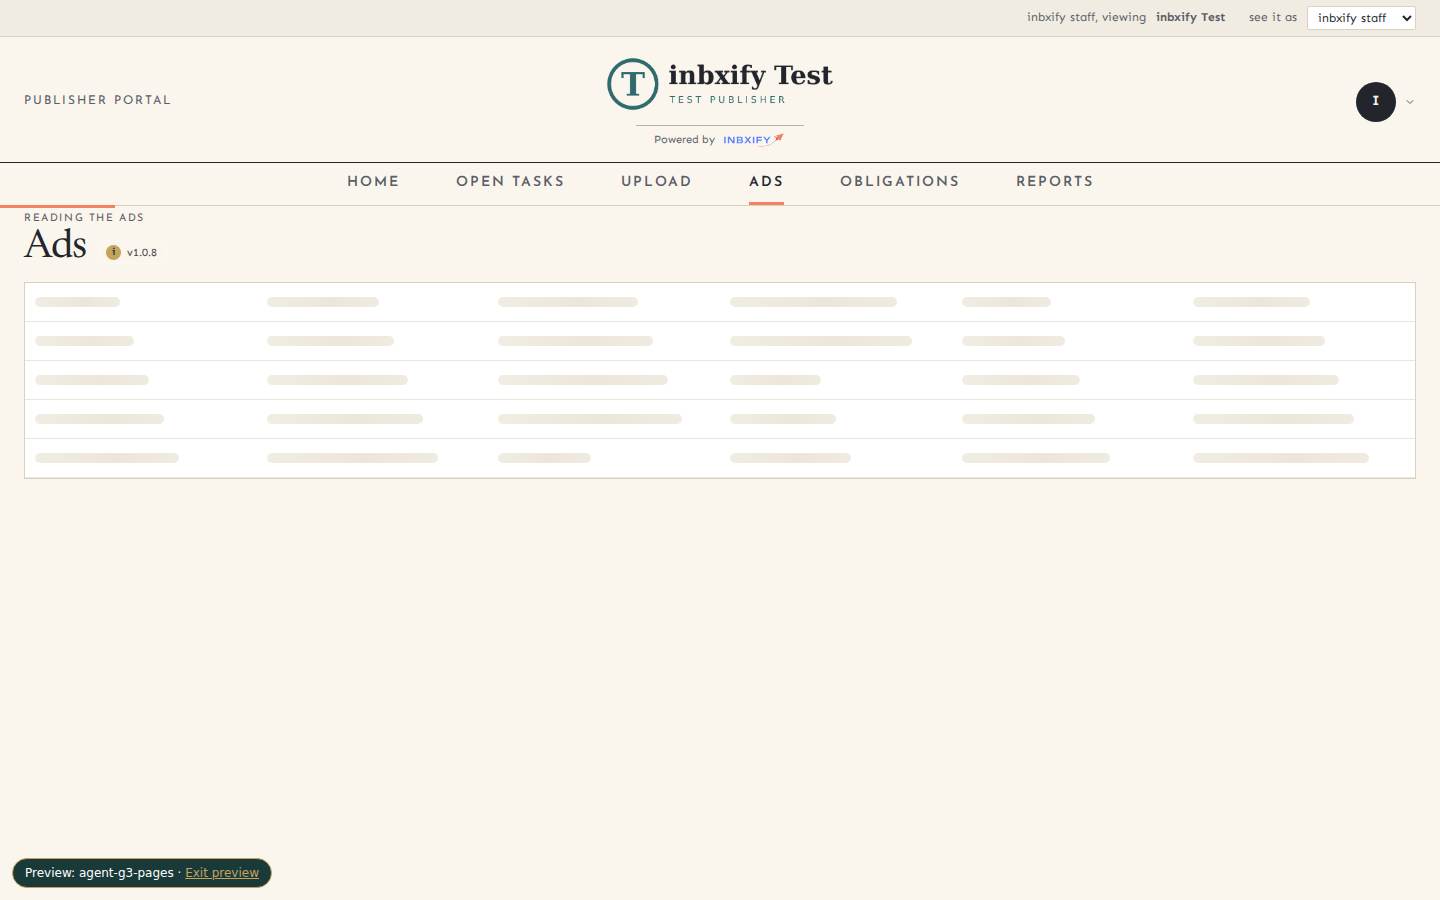 inbxify staff, viewing inbxify Test see it as inbxify staff
PUBLISHER PORTAL
T
inbxify Test
TEST PUBLISHER
Powered by INBXIFY
I
HOME OPEN TASKS UPLOAD ADS OBLIGATIONS REPORTS
READING THE ADS
Ads i v1.0.8
Preview: agent-g3-pages · Exit preview